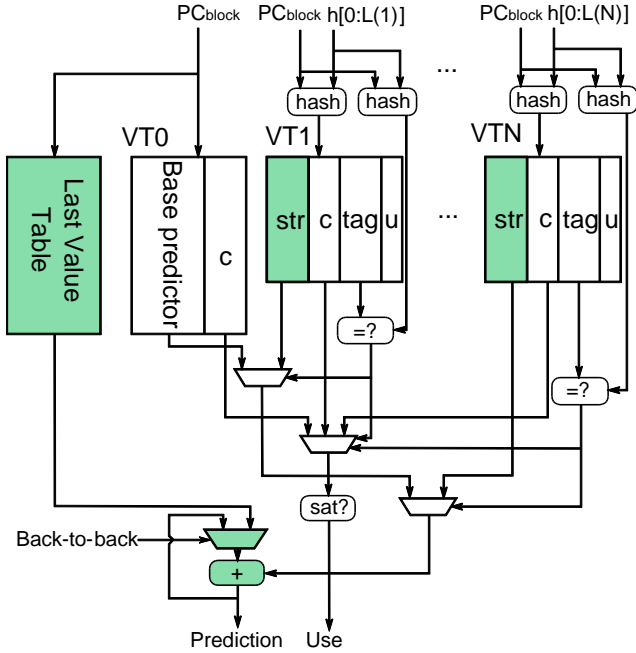 PCblock
PCblock h[0:L(1)]
PCblock h[0:L(N)]
...
hash
hash
hash
hash
VT0
VT1
VTN
Last Value
Table
Base predictor
c
str
c
tag
u
...
str
c
tag
u
=?
=?
sat?
Back-to-back
+
Prediction
Use